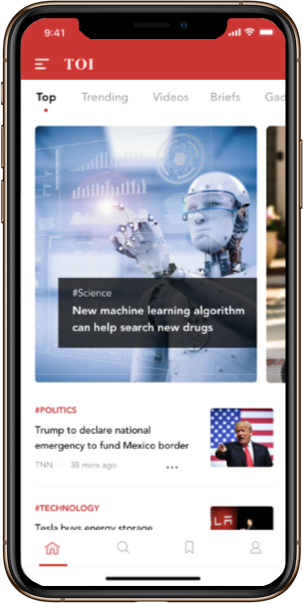 9:41
TOI
Top Trending Videos Briefs Gad
#Science
New machine learning algorithm
can help search new drugs
#POLITICS
Trump to declare national
emergency to fund Mexico border
TNN · 38 mins ago
#TECHNOLOGY
Tesla buys energy storage